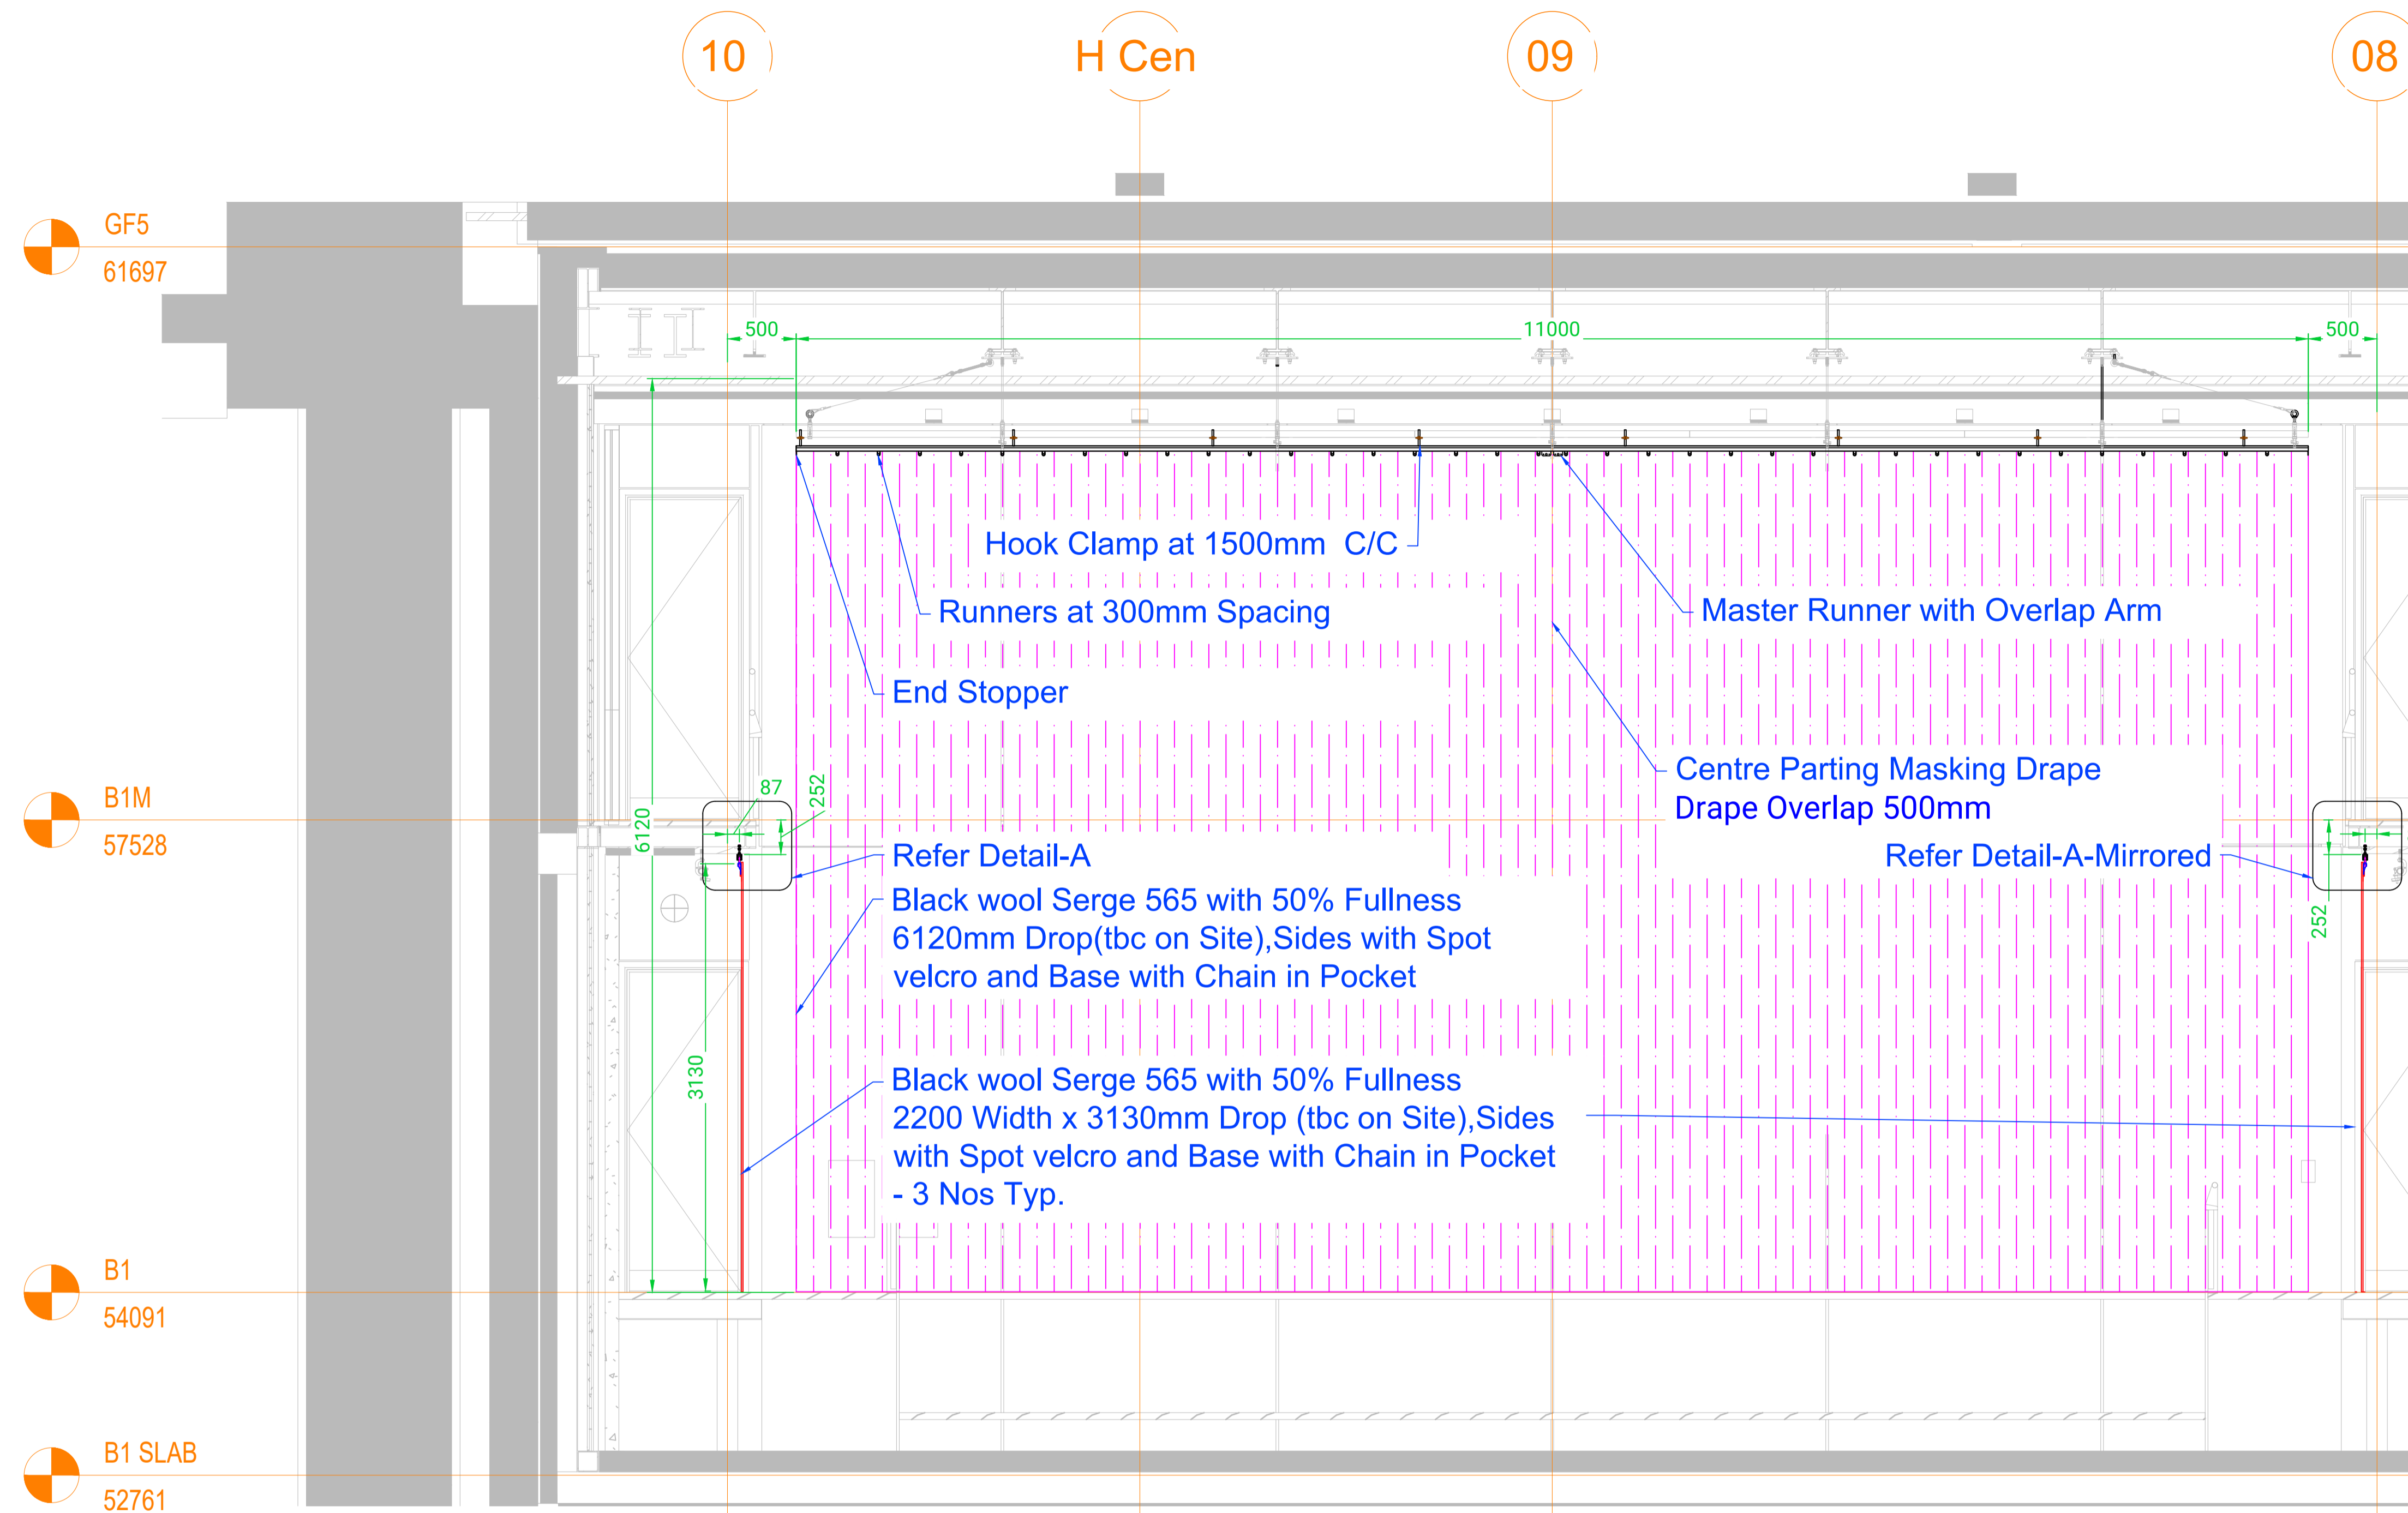 10
H Cen
09
08
GF5
61697
500
11000
500
Hook Clamp at 1500mm C/C
Runners at 300mm Spacing
Master Runner with Overlap Arm
End Stopper
Centre Parting Masking Drape
Drape Overlap 500mm
B1M
57528
87
252
6120
Refer Detail-A
Refer Detail-A-Mirrored
252
Black wool Serge 565 with 50% Fullness
6120mm Drop(tbc on Site),Sides with Spot
velcro and Base with Chain in Pocket
3130
Black wool Serge 565 with 50% Fullness
2200 Width x 3130mm Drop (tbc on Site),Sides
with Spot velcro and Base with Chain in Pocket
- 3 Nos Typ.
B1
54091
B1 SLAB
52761